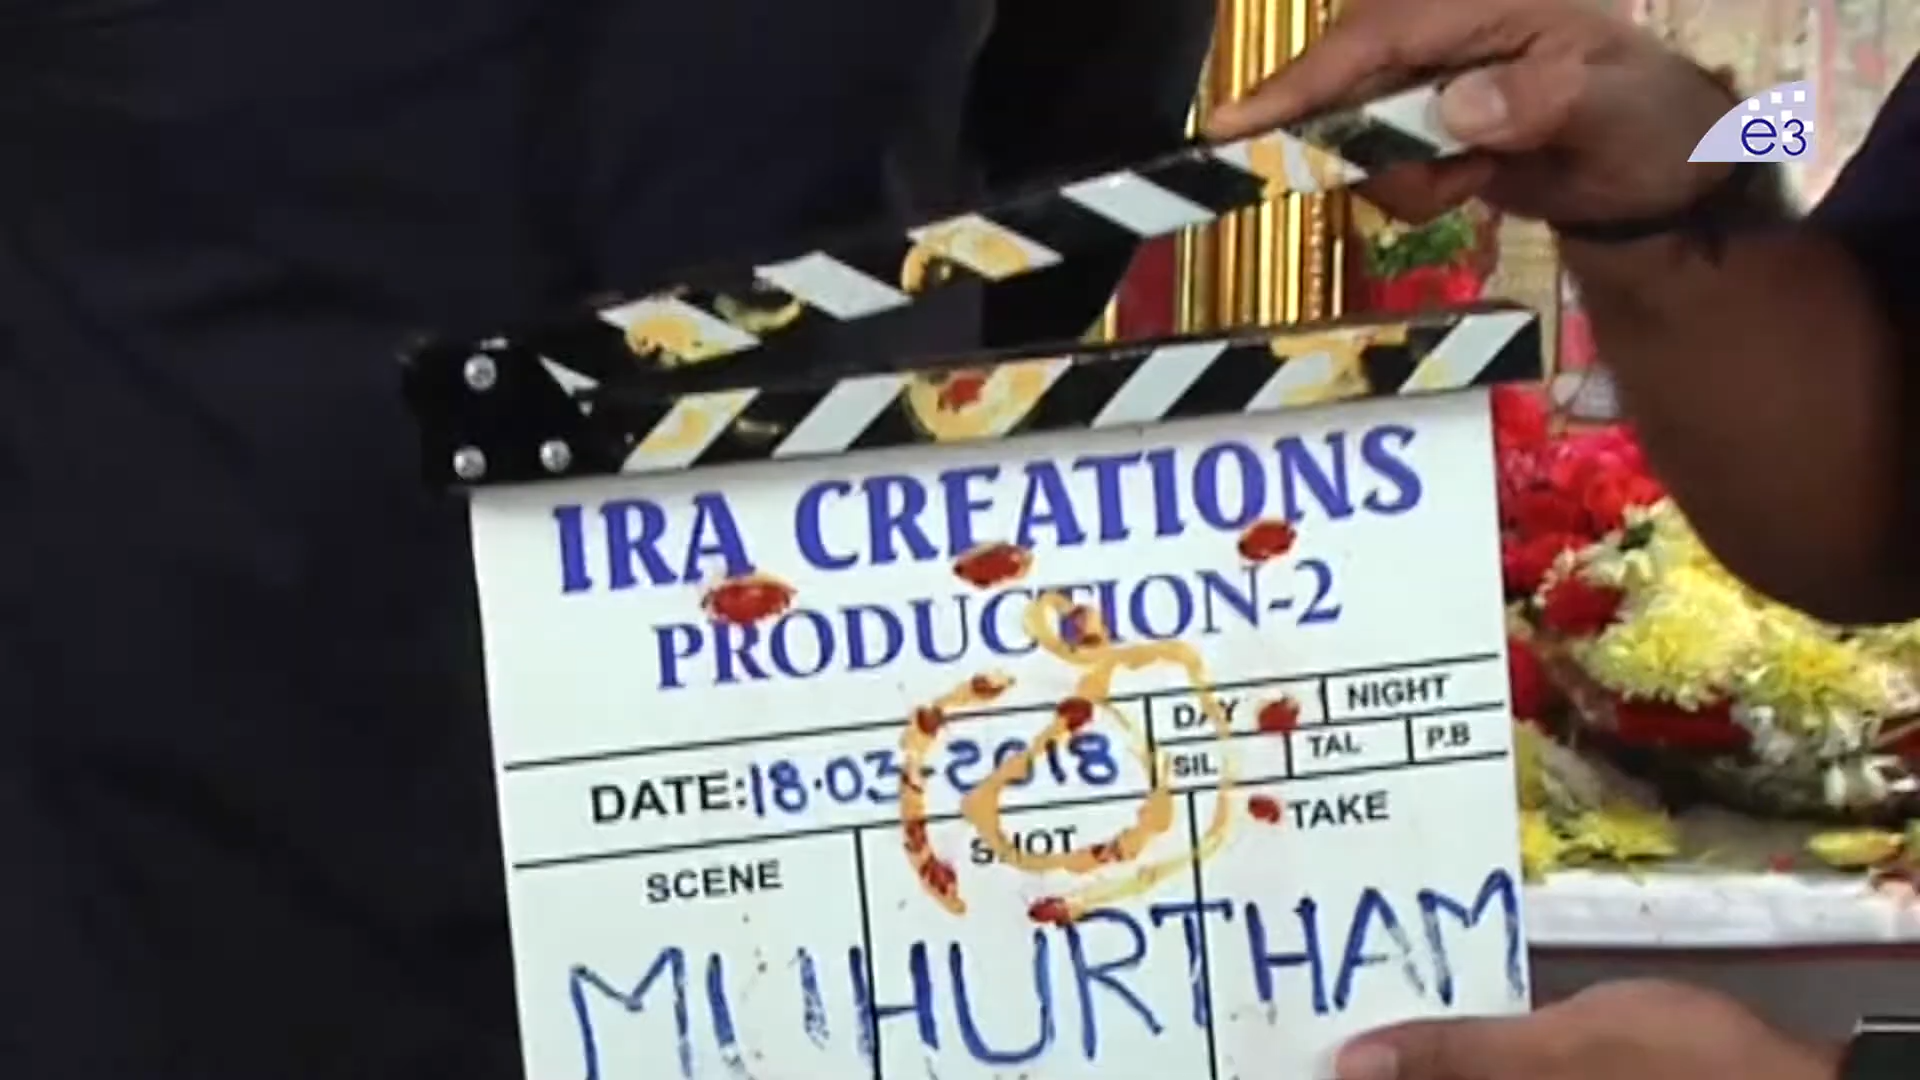 e3
IRA CREATIONS
PRODUCTION-2
DAY NIGHT
DATE: 18·03-2018
SIL TAL P.B
SCENE SHOT TAKE
MUHURTHAM